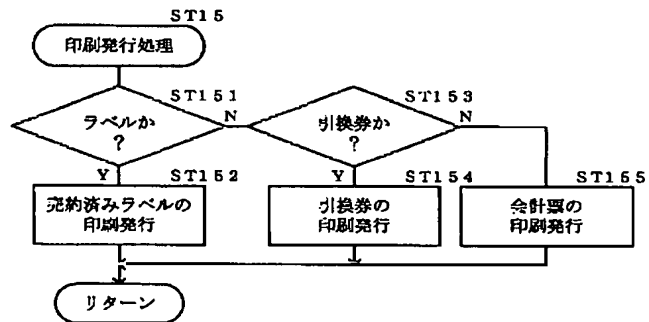 ST15
印刷発行処理
ST151
ラベルか
?
N
Y
ST153
引換券か
?
N
Y
ST152
売約済みラベルの
印刷発行
ST154
引換券の
印刷発行
ST155
会計票の
印刷発行
リターン